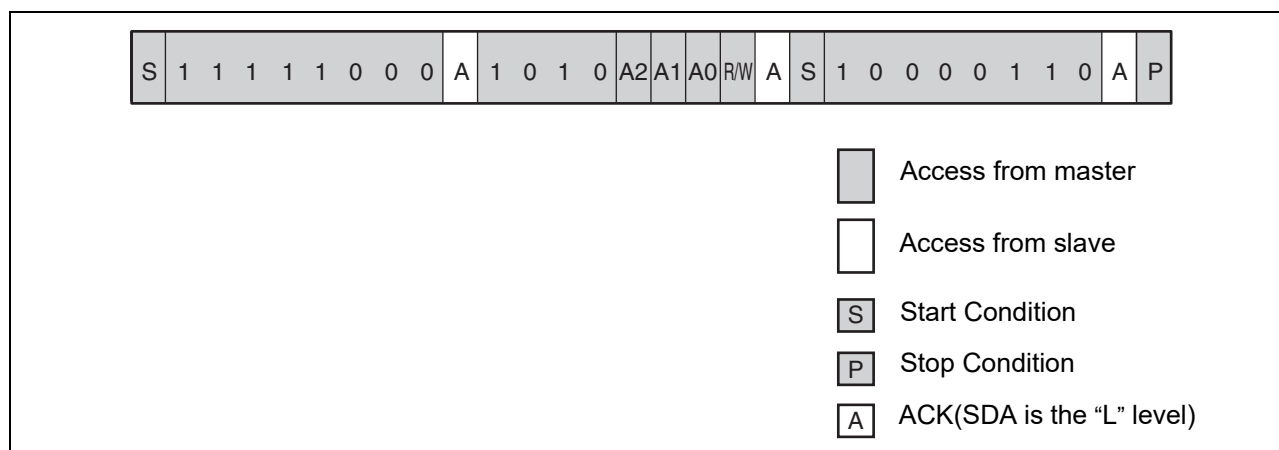 S 1 1 1 1 1 0 0 0 A 1 0 1 0 A2 A1 A0 R/W A S 1 0 0 0 0 1 1 0 A P
Access from master
Access from slave
S Start Condition
P Stop Condition
A ACK(SDA is the “L” level)